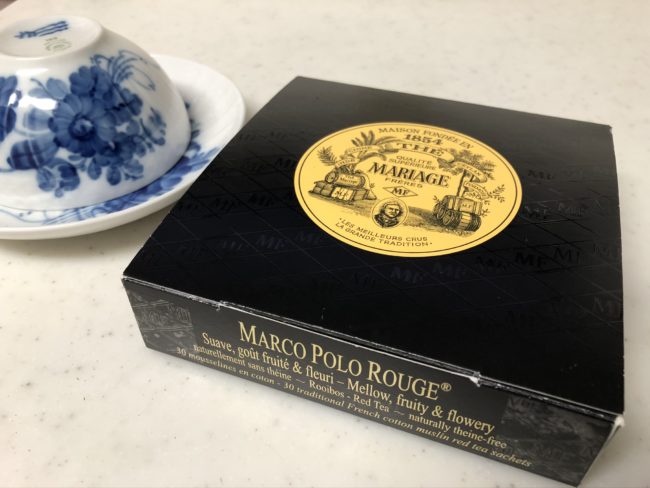 MAISON FONDÉE EN
1854
THÉ
QUALITÉ
SUPÉRIEURE
MARIAGE
FRÈRES
MF
•LES MEILLEURS CRUS
LA GRANDE TRADITION•
MARCO POLO ROUGE®
Suave, goût fruité & fleuri – Mellow, fruity & flowery
naturellement sans théine — Rooibos - Red Tea — naturally theine-free
30 mousselines en coton - 30 traditional French cotton muslin red tea sachets